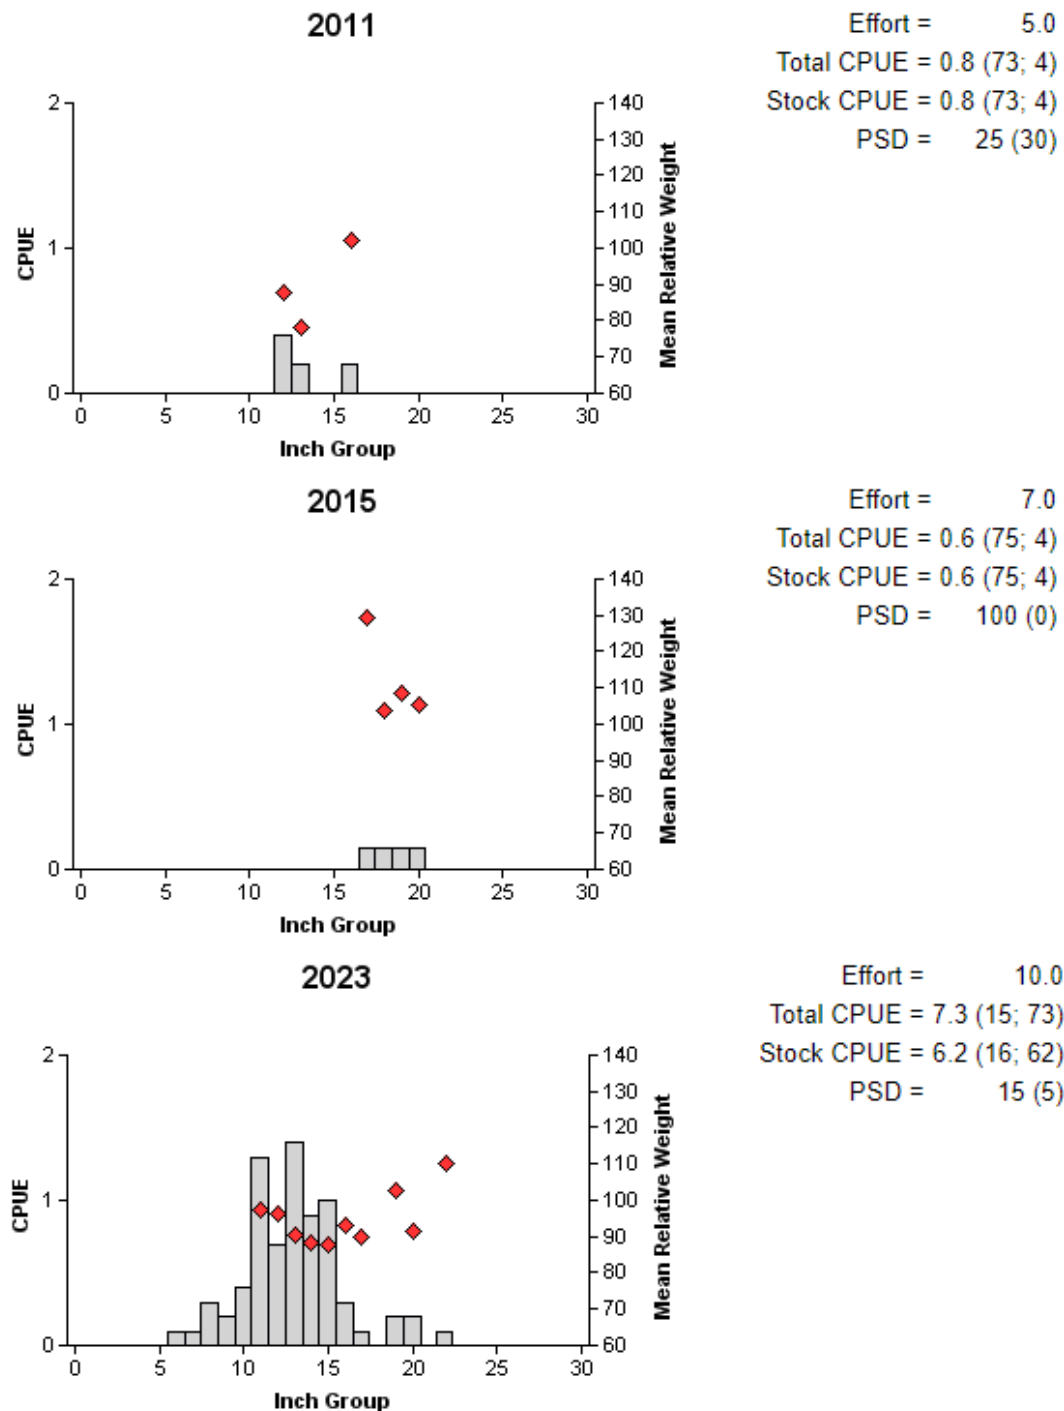 2011
Effort = 5.0
Total CPUE = 0.8 (73; 4)
Stock CPUE = 0.8 (73; 4)
PSD = 25 (30)
2 140
130
120
110
1 100
90
80
70
0 60
CPUE
Mean Relative Weight
0 5 10 15 20 25 30
Inch Group
2015
Effort = 7.0
Total CPUE = 0.6 (75; 4)
Stock CPUE = 0.6 (75; 4)
PSD = 100 (0)
2 140
130
120
110
1 100
90
80
70
0 60
CPUE
Mean Relative Weight
0 5 10 15 20 25 30
Inch Group
2023
Effort = 10.0
Total CPUE = 7.3 (15; 73)
Stock CPUE = 6.2 (16; 62)
PSD = 15 (5)
2 140
130
120
110
1 100
90
80
70
0 60
CPUE
Mean Relative Weight
0 5 10 15 20 25 30
Inch Group